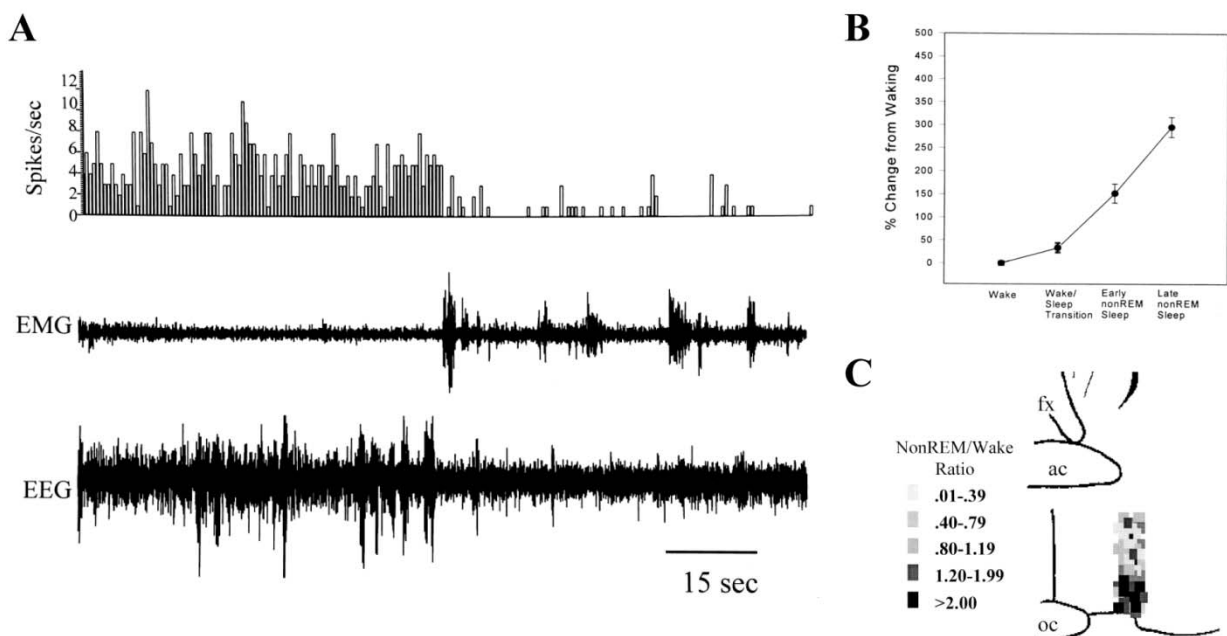 A
Spikes/sec
12
10
8
6
4
2
0
EMG
EEG
15 sec
B
% Change from Waking
500
450
400
350
300
250
200
150
100
50
0
Wake
Wake/
Sleep
Transition
Early
nonREM
Sleep
Late
nonREM
Sleep
C
fx
ac
NonREM/Wake
Ratio
.01-.39
.40-.79
.80-1.19
1.20-1.99
>2.00
oc